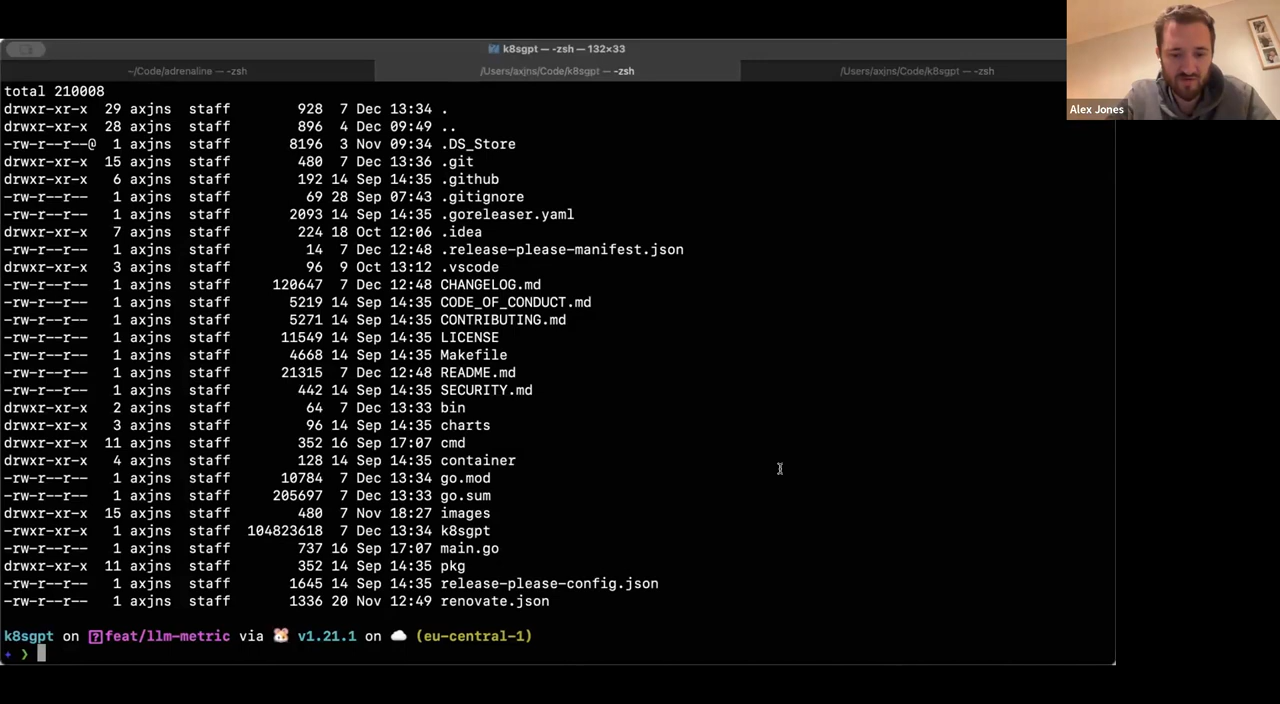 k8sgpt — -zsh — 132×33
~/Code/adrenaline — -zsh
/Users/axjns/Code/k8sgpt — -zsh
/Users/axjns/Code/k8sgpt — -zsh
total 210008
drwxr-xr-x 29 axjns staff 928 7 Dec 13:34 .
drwxr-xr-x 28 axjns staff 896 4 Dec 09:49 ..
-rw-r--r--@ 1 axjns staff 8196 3 Nov 09:34 .DS_Store
drwxr-xr-x 15 axjns staff 480 7 Dec 13:36 .git
drwxr-xr-x 6 axjns staff 192 14 Sep 14:35 .github
-rw-r--r-- 1 axjns staff 69 28 Sep 07:43 .gitignore
-rw-r--r-- 1 axjns staff 2093 14 Sep 14:35 .goreleaser.yaml
drwxr-xr-x 7 axjns staff 224 18 Oct 12:06 .idea
-rw-r--r-- 1 axjns staff 14 7 Dec 12:48 .release-please-manifest.json
drwxr-xr-x 3 axjns staff 96 9 Oct 13:12 .vscode
-rw-r--r-- 1 axjns staff 120647 7 Dec 12:48 CHANGELOG.md
-rw-r--r-- 1 axjns staff 5219 14 Sep 14:35 CODE_OF_CONDUCT.md
-rw-r--r-- 1 axjns staff 5271 14 Sep 14:35 CONTRIBUTING.md
-rw-r--r-- 1 axjns staff 11549 14 Sep 14:35 LICENSE
-rw-r--r-- 1 axjns staff 4668 14 Sep 14:35 Makefile
-rw-r--r-- 1 axjns staff 21315 7 Dec 12:48 README.md
-rw-r--r-- 1 axjns staff 442 14 Sep 14:35 SECURITY.md
drwxr-xr-x 2 axjns staff 64 7 Dec 13:33 bin
drwxr-xr-x 3 axjns staff 96 14 Sep 14:35 charts
drwxr-xr-x 11 axjns staff 352 16 Sep 17:07 cmd
drwxr-xr-x 4 axjns staff 128 14 Sep 14:35 container
-rw-r--r-- 1 axjns staff 10784 7 Dec 13:34 go.mod
-rw-r--r-- 1 axjns staff 205697 7 Dec 13:33 go.sum
drwxr-xr-x 15 axjns staff 480 7 Nov 18:27 images
-rwxr-xr-x 1 axjns staff 104823618 7 Dec 13:34 k8sgpt
-rw-r--r-- 1 axjns staff 737 16 Sep 17:07 main.go
drwxr-xr-x 11 axjns staff 352 14 Sep 14:35 pkg
-rw-r--r-- 1 axjns staff 1645 14 Sep 14:35 release-please-config.json
-rw-r--r-- 1 axjns staff 1336 20 Nov 12:49 renovate.json
k8sgpt on ?feat/llm-metric via 🐹 v1.21.1 on ☁️ (eu-central-1)
✦ ❯
Alex Jones